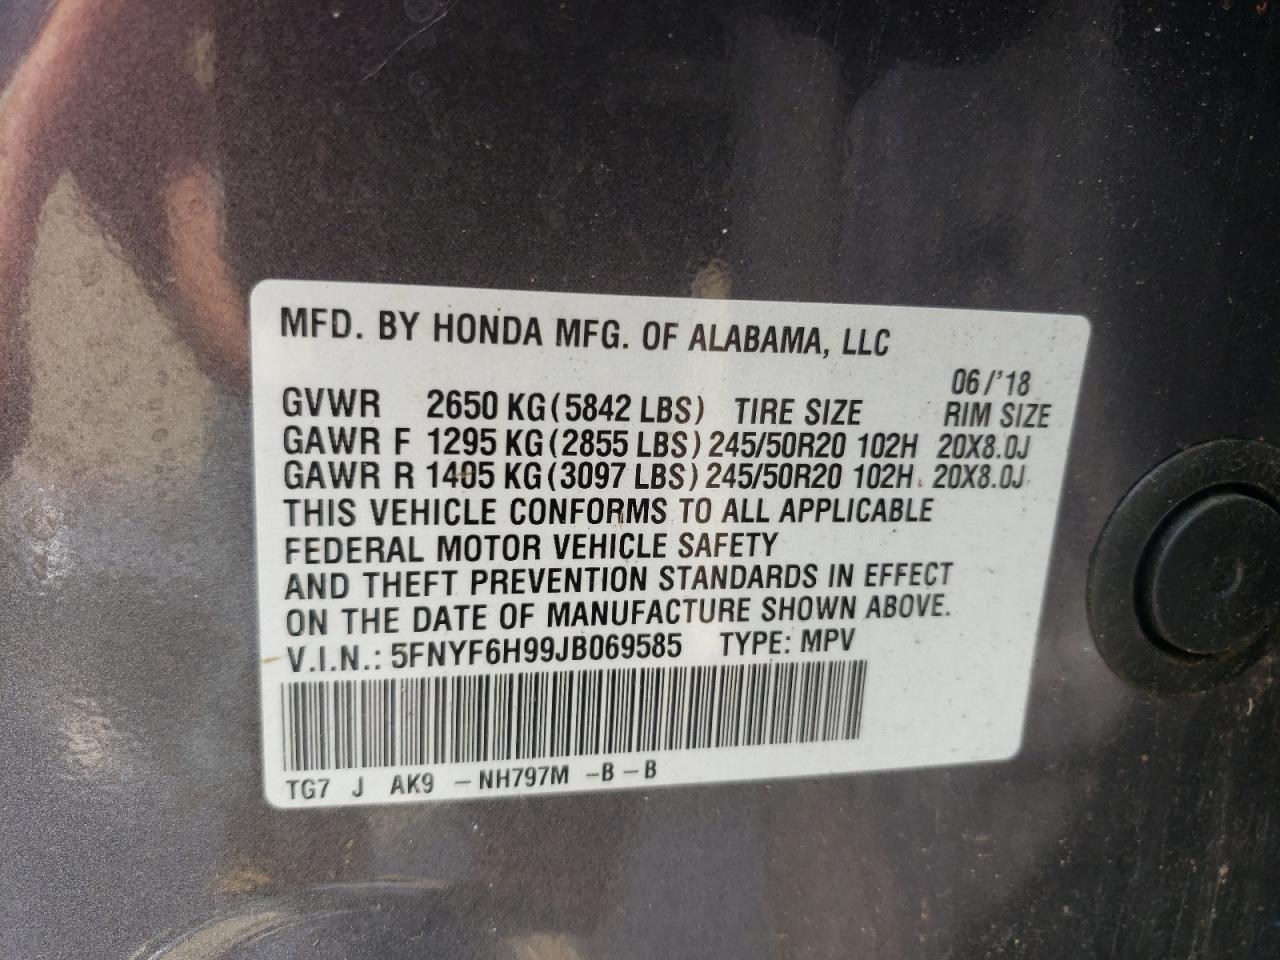 MFD. BY HONDA MFG. OF ALABAMA, LLC
06/'18
GVWR 2650 KG (5842 LBS) TIRE SIZE RIM SIZE
GAWR F 1295 KG (2855 LBS) 245/50R20 102H 20X8.0J
GAWR R 1405 KG (3097 LBS) 245/50R20 102H 20X8.0J
THIS VEHICLE CONFORMS TO ALL APPLICABLE
FEDERAL MOTOR VEHICLE SAFETY
AND THEFT PREVENTION STANDARDS IN EFFECT
ON THE DATE OF MANUFACTURE SHOWN ABOVE.
V.I.N.: 5FNYF6H99JB069585 TYPE: MPV
TG7 J AK9 -NH797M -B-B